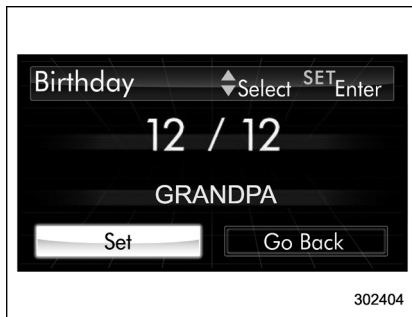 Birthday Select SET Enter
12 / 12
GRANDPA
Set Go Back
302404